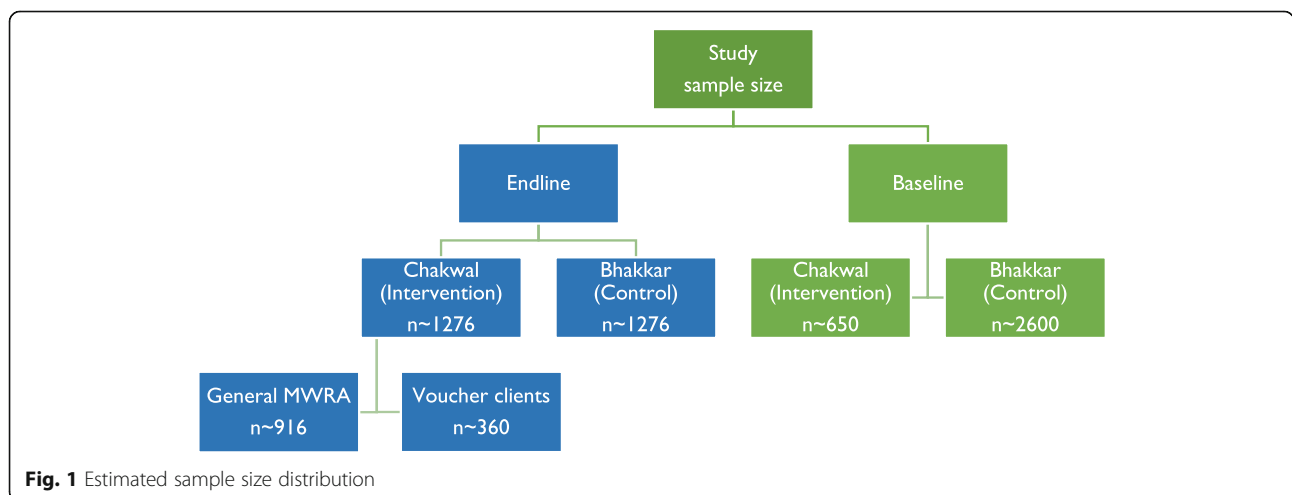 Study
sample size
Endline
Baseline
Chakwal
(Intervention)
n~1276
Bhakkar
(Control)
n~1276
Chakwal
(Intervention)
n~650
Bhakkar
(Control)
n~2600
General MWRA
n~916
Voucher clients
n~360
Fig. 1 Estimated sample size distribution